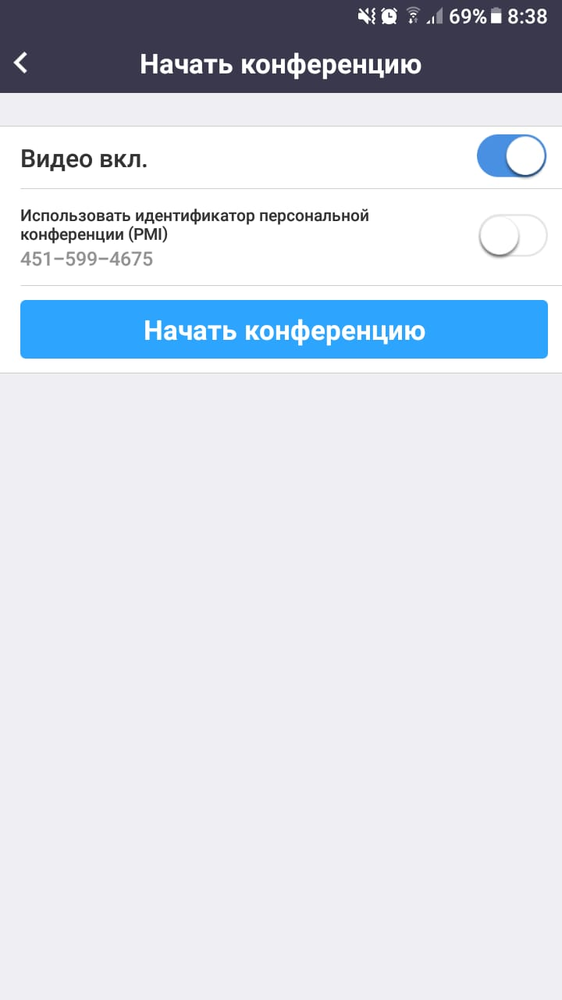 69% 8:38
Начать конференцию
Видео вкл.
Использовать идентификатор персональной
конференции (PMI)
451–599–4675
Начать конференцию